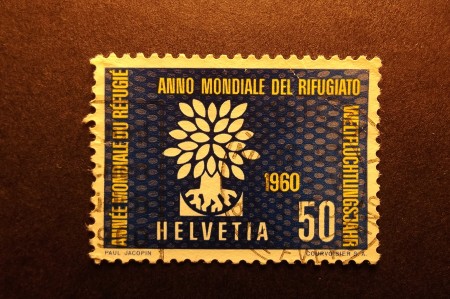 ANNÉE MONDIALE DU RÉFUGIÉ
ANNO MONDIALE DEL RIFUGIATO
WELTFLÜCHTLINGSJAHR
1960
HELVETIA
50
PAUL JACOPIN
COURVOISIER S.A.